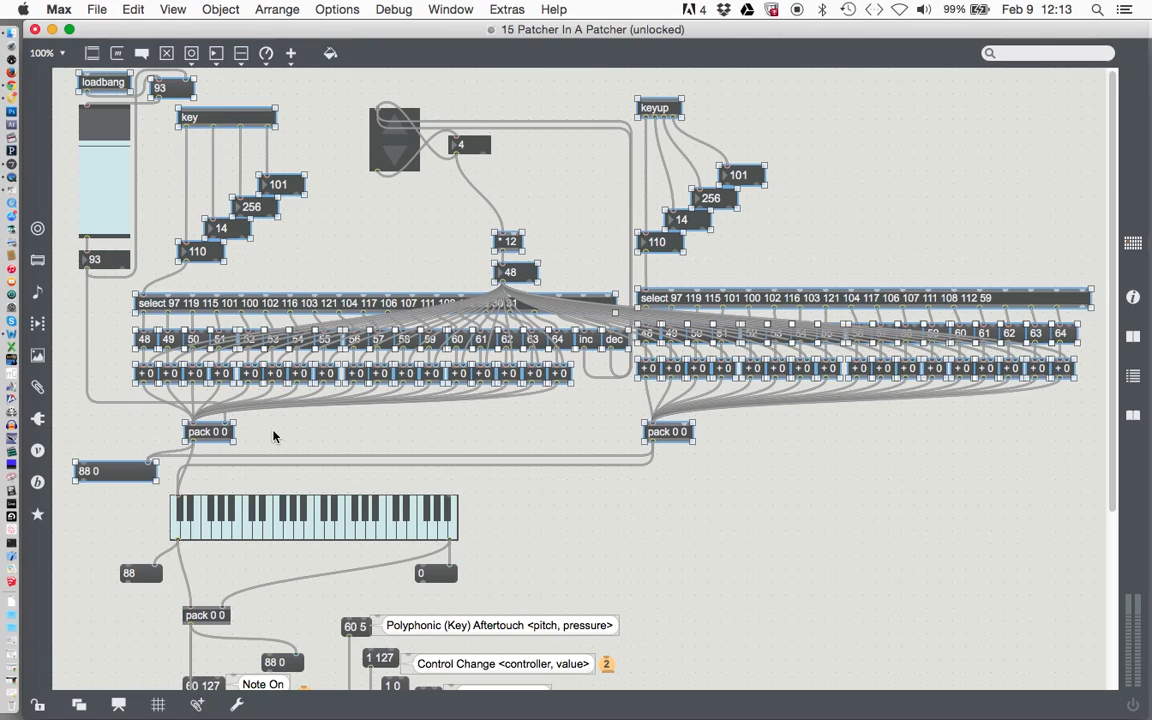 Max File Edit View Object Arrange Options Debug Window Extras Help
4 99% Feb 9 12:13
15 Patcher In A Patcher (unlocked)
100%
loadbang
93
key
4
keyup
101
256
14
110
101
256
14
110
93
* 12
48
select 97 119 115 101 100 102 116 103 121 104 117 106 107 111 108
select 97 119 115 101 100 102 116 103 121 104 117 106 107 111 108 112 59
48 49 50 51 52 53 54 55 56 57 58 59 60 61 62 63 64 inc dec
60 61 62 63 64
+ 0 + 0 + 0 + 0 + 0 + 0 + 0 + 0 + 0 + 0 + 0 + 0 + 0 + 0 + 0 + 0 + 0
+ 0 + 0 + 0 + 0 + 0 + 0 + 0 + 0 + 0 + 0 + 0 + 0 + 0 + 0 + 0 + 0 + 0
pack 0 0
pack 0 0
88 0
88
0
pack 0 0
60 5 Polyphonic (Key) Aftertouch <pitch, pressure>
88 0
1 127 Control Change <controller, value> 2
60 127 Note On
1 0